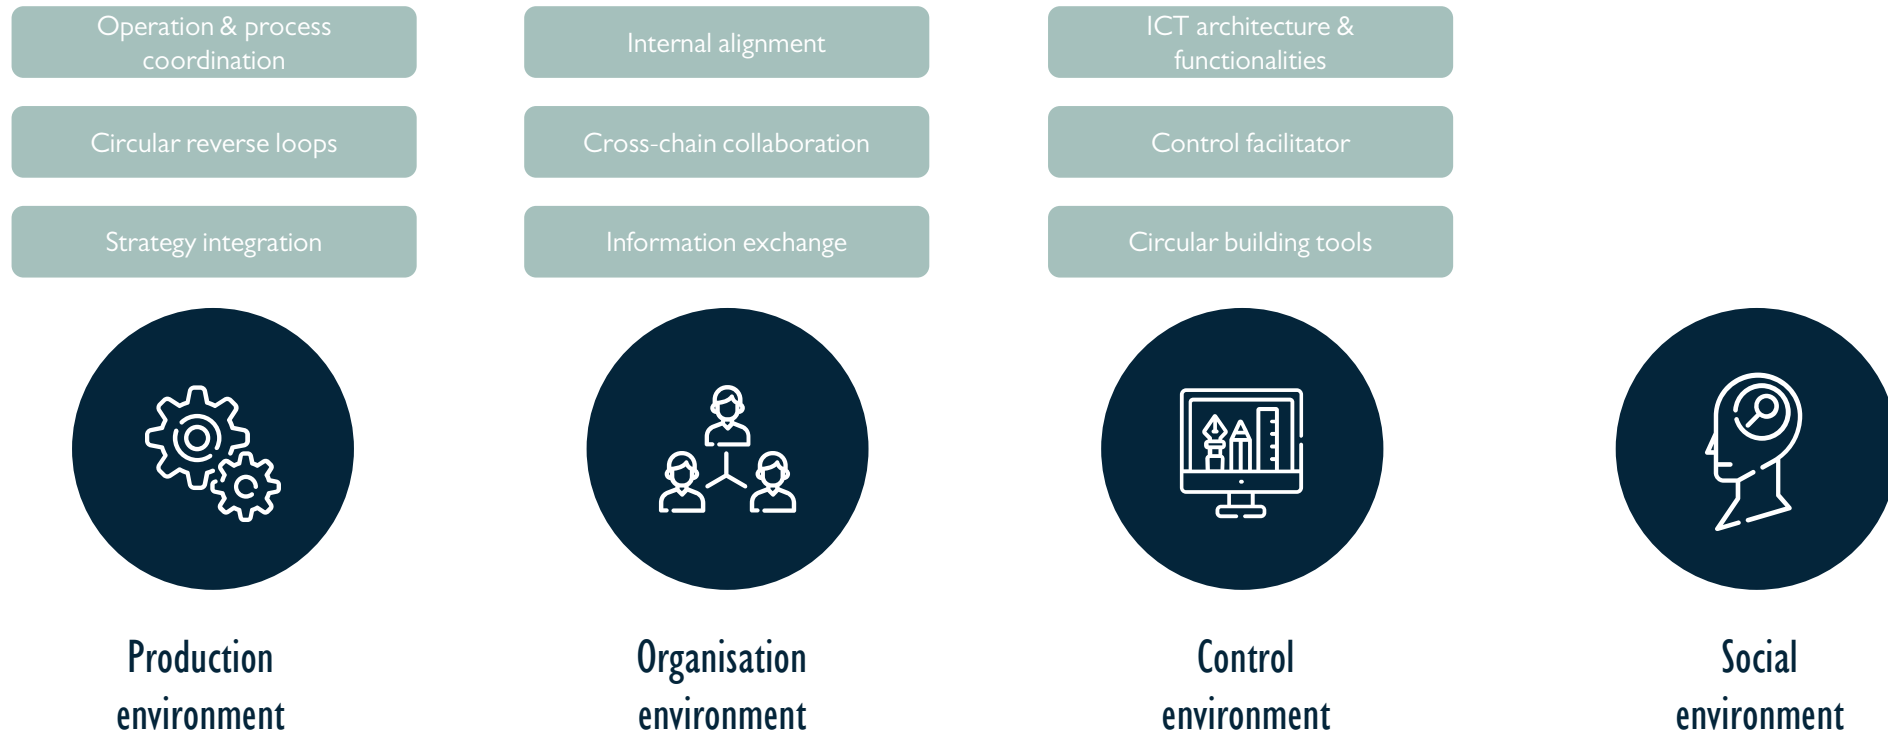 Operation & process
coordination
Internal alignment
ICT architecture &
functionalities
Circular reverse loops
Cross-chain collaboration
Control facilitator
Strategy integration
Information exchange
Circular building tools
Production
environment
Organisation
environment
Control
environment
Social
environment